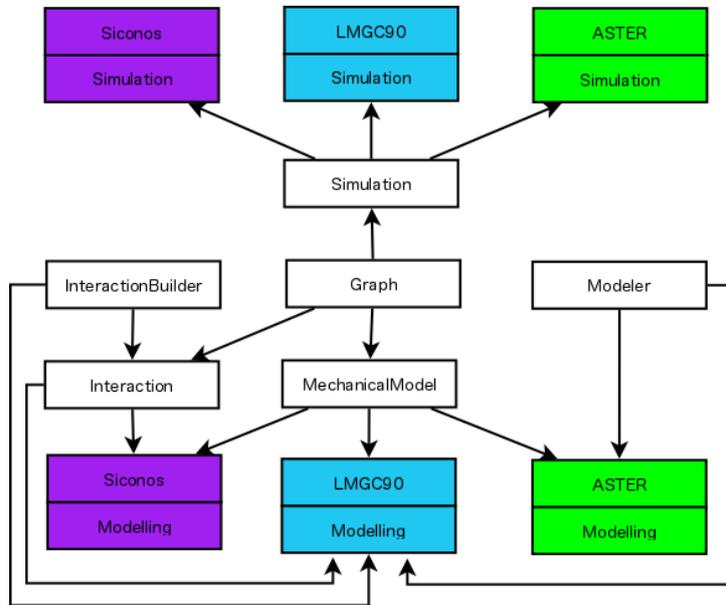 Siconos
Simulation
LMGC90
Simulation
ASTER
Simulation
Simulation
InteractionBuilder
Graph
Modeler
Interaction
MechanicalModel
Siconos
Modelling
LMGC90
Modelling
ASTER
Modelling